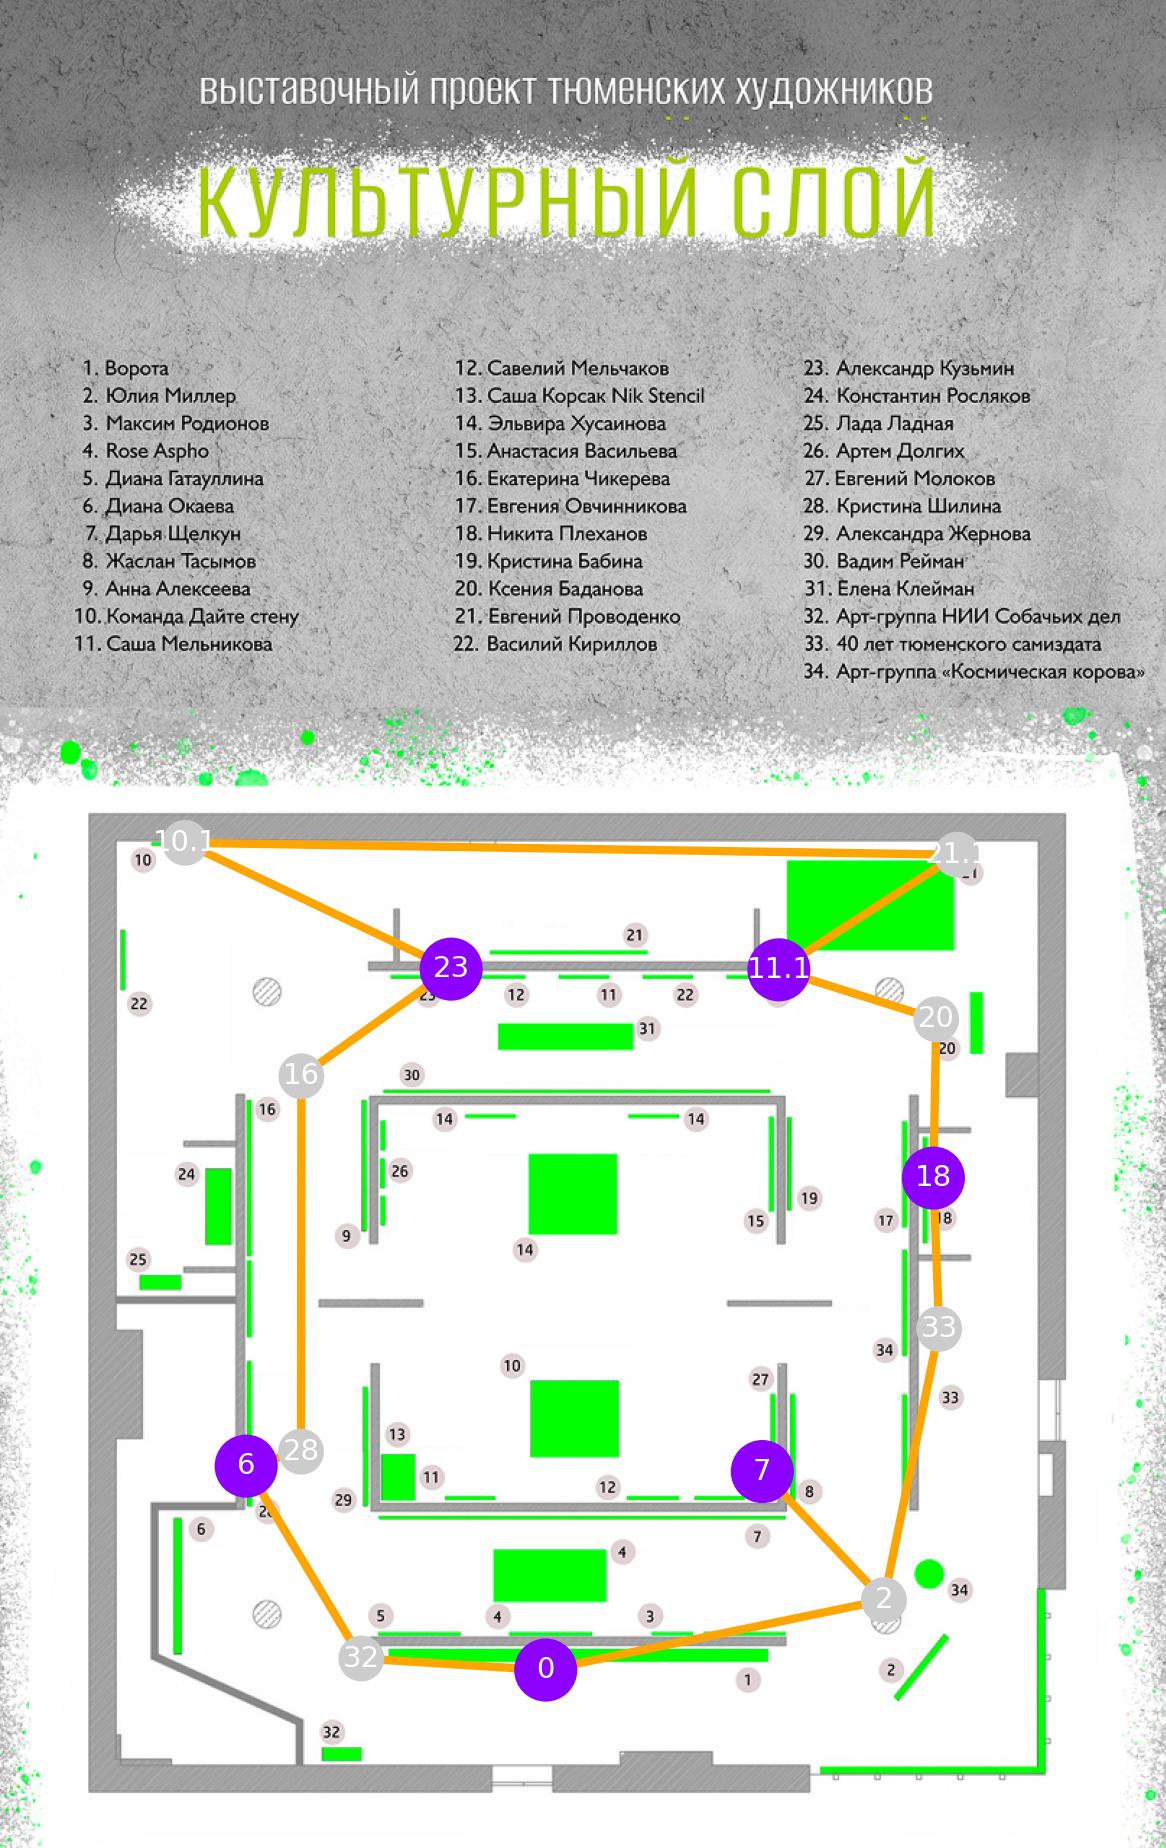 выставочный проект тюменских художников
КУЛЬТУРНЫЙ СЛОЙ
1. Ворота
2. Юлия Миллер
3. Максим Родионов
4. Rose Aspho
5. Диана Гатауллина
6. Диана Окаева
7. Дарья Щелкун
8. Жаслан Тасымов
9. Анна Алексеева
10. Команда Дайте стену
11. Саша Мельникова
12. Савелий Мельчаков
13. Саша Корсак Nik Stencil
14. Эльвира Хусаинова
15. Анастасия Васильева
16. Екатерина Чикерева
17. Евгения Овчинникова
18. Никита Плеханов
19. Кристина Бабина
20. Ксения Баданова
21. Евгений Проводенко
22. Василий Кириллов
23. Александр Кузьмин
24. Константин Росляков
25. Лада Ладная
26. Артем Долгих
27. Евгений Молоков
28. Кристина Шилина
29. Александра Жернова
30. Вадим Рейман
31. Елена Клейман
32. Арт-группа НИИ Собачьих дел
33. 40 лет тюменского самиздата
34. Арт-группа «Космическая корова»
10.1 21.1
10 21
21
23 11.1
22 23 12 11 22
20
31 20
16 30
16 14 14
24 26 18
9 15 19 17 18
25 14
33
34
10 27 33
13
28
6 11 7
29 12 8
28
6 7
4
34
2
5 4 3
32 0
1 2
32